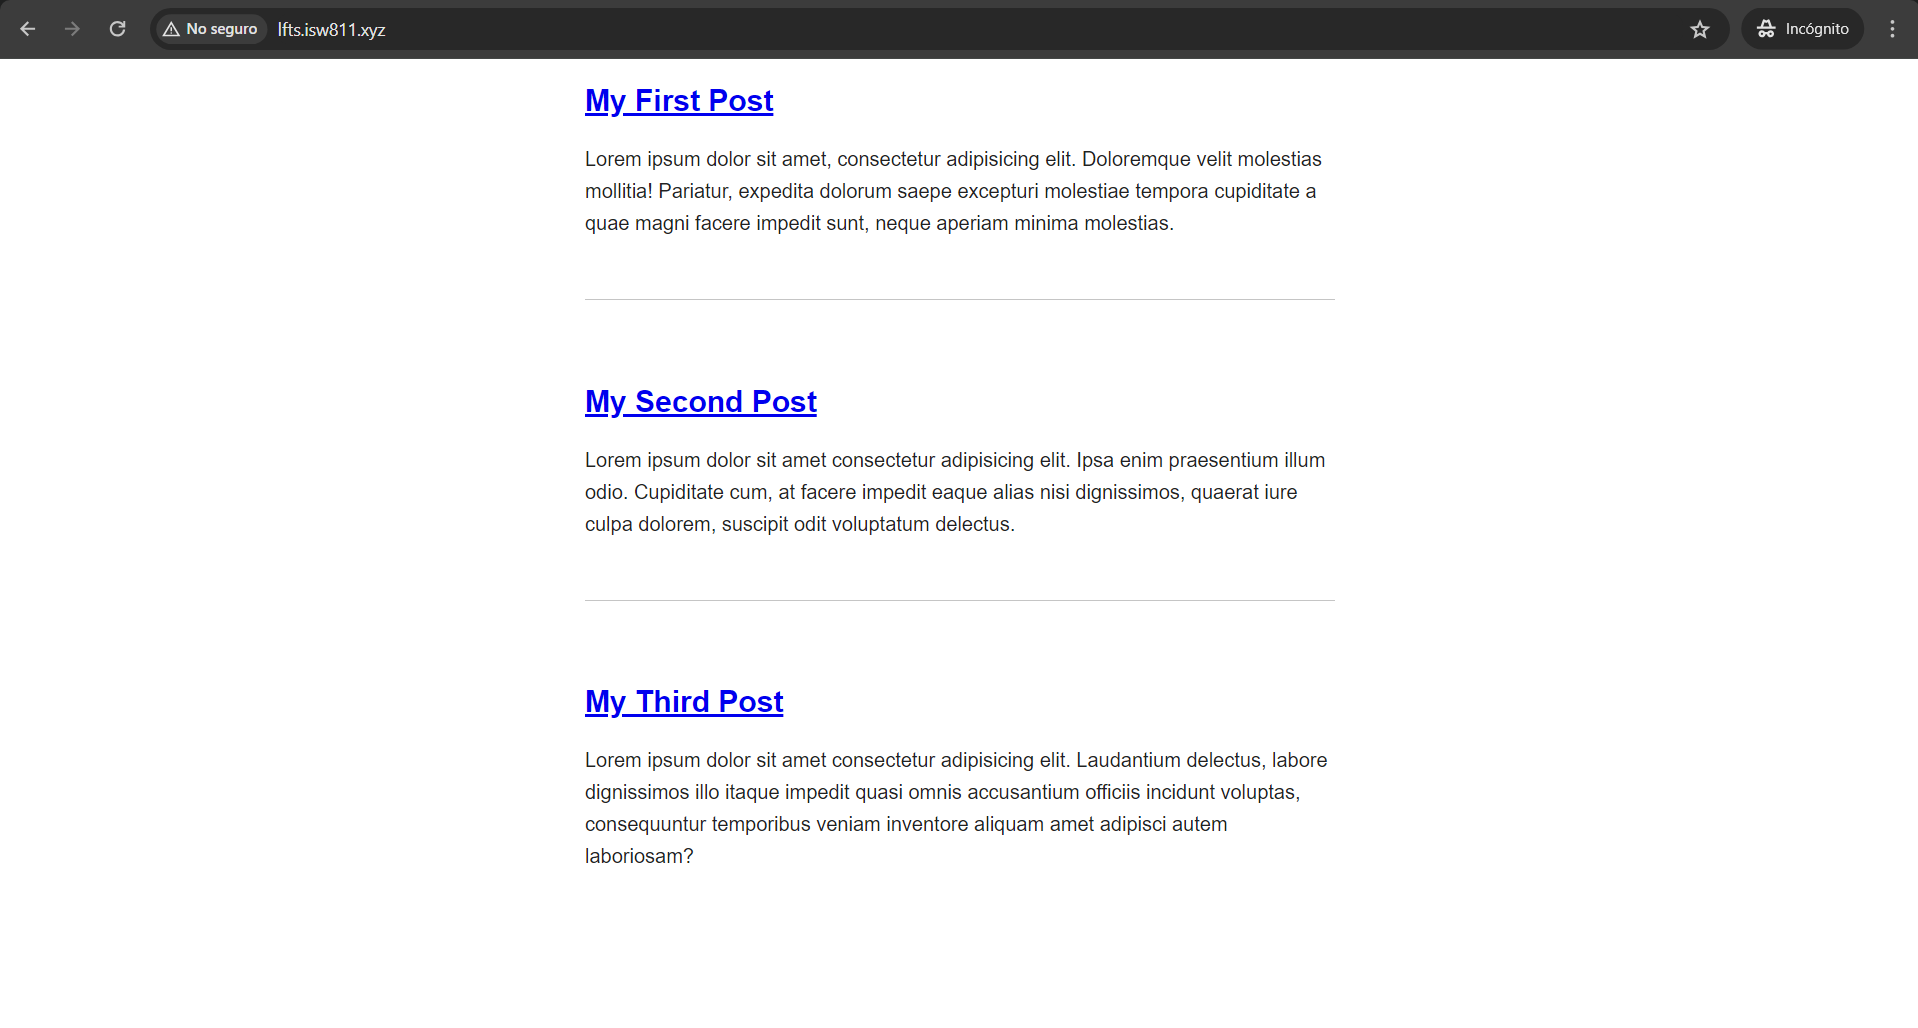 No seguro
lfts.isw811.xyz
Incógnito
My First Post
Lorem ipsum dolor sit amet, consectetur adipisicing elit. Doloremque velit molestias
mollitia! Pariatur, expedita dolorum saepe excepturi molestiae tempora cupiditate a
quae magni facere impedit sunt, neque aperiam minima molestias.
My Second Post
Lorem ipsum dolor sit amet consectetur adipisicing elit. Ipsa enim praesentium illum
odio. Cupiditate cum, at facere impedit eaque alias nisi dignissimos, quaerat iure
culpa dolorem, suscipit odit voluptatum delectus.
My Third Post
Lorem ipsum dolor sit amet consectetur adipisicing elit. Laudantium delectus, labore
dignissimos illo itaque impedit quasi omnis accusantium officiis incidunt voluptas,
consequuntur temporibus veniam inventore aliquam amet adipisci autem
laboriosam?